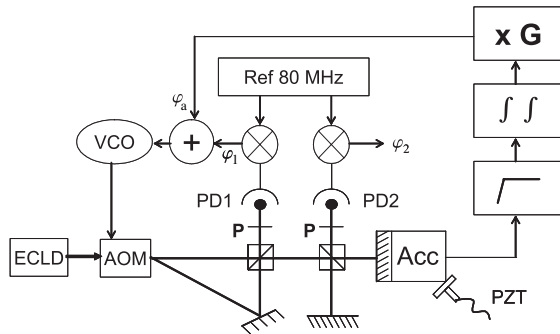 x G
Ref 80 MHz
φa
∫ ∫
VCO
+
φ1
φ2
PD1
PD2
P
P
ECLD
AOM
Acc
PZT